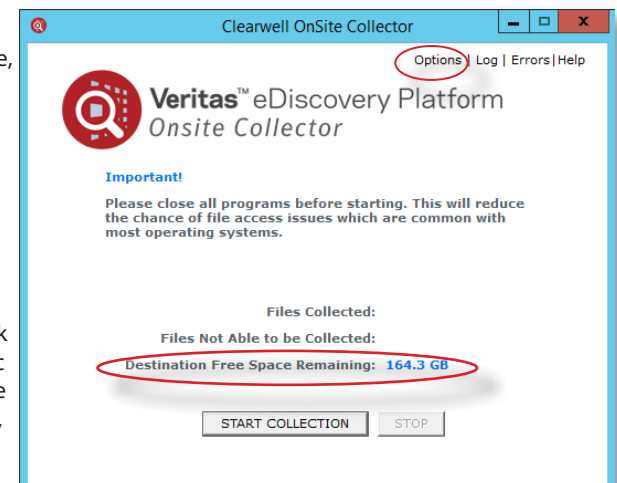 Clearwell OnSite Collector
Options | Log | Errors|Help
Veritas™ eDiscovery Platform
Onsite Collector
Important!
Please close all programs before starting. This will reduce
the chance of file access issues which are common with
most operating systems.
Files Collected:
Files Not Able to be Collected:
Destination Free Space Remaining: 164.3 GB
START COLLECTION STOP